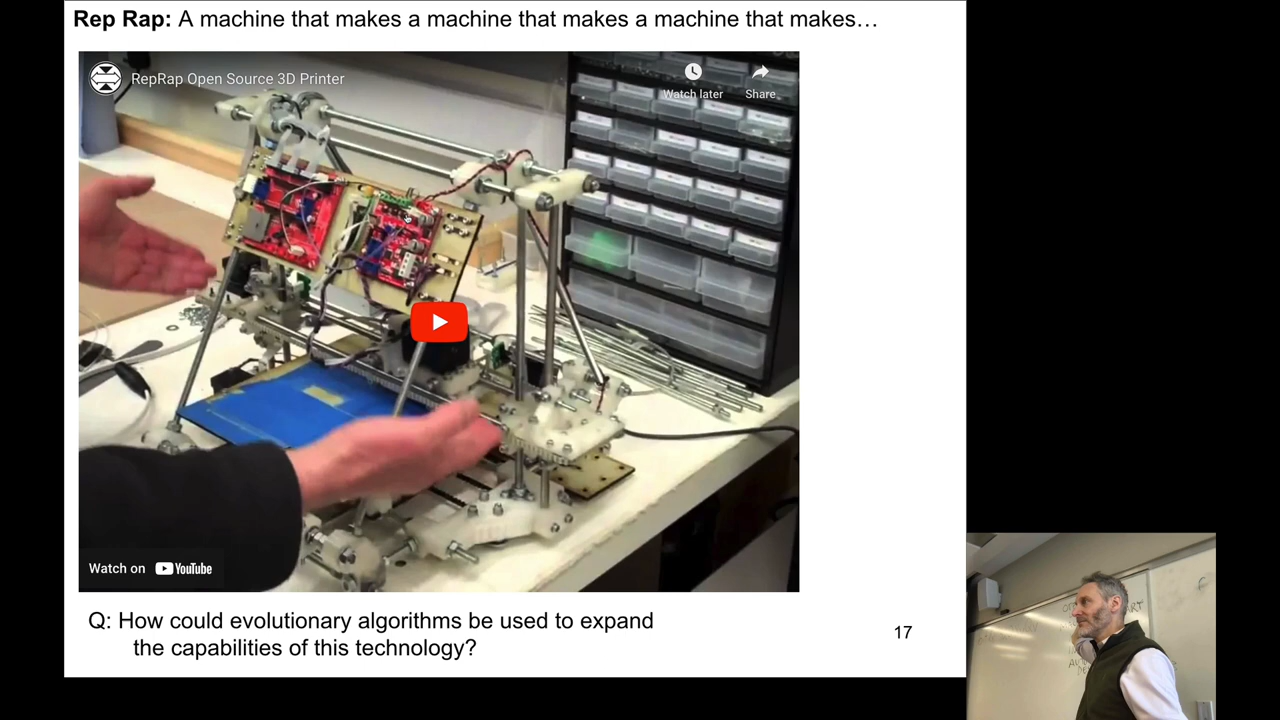 Rep Rap: A machine that makes a machine that makes a machine that makes…
RepRap Open Source 3D Printer
Watch later
Share
Watch on YouTube
Q: How could evolutionary algorithms be used to expand
the capabilities of this technology?
17